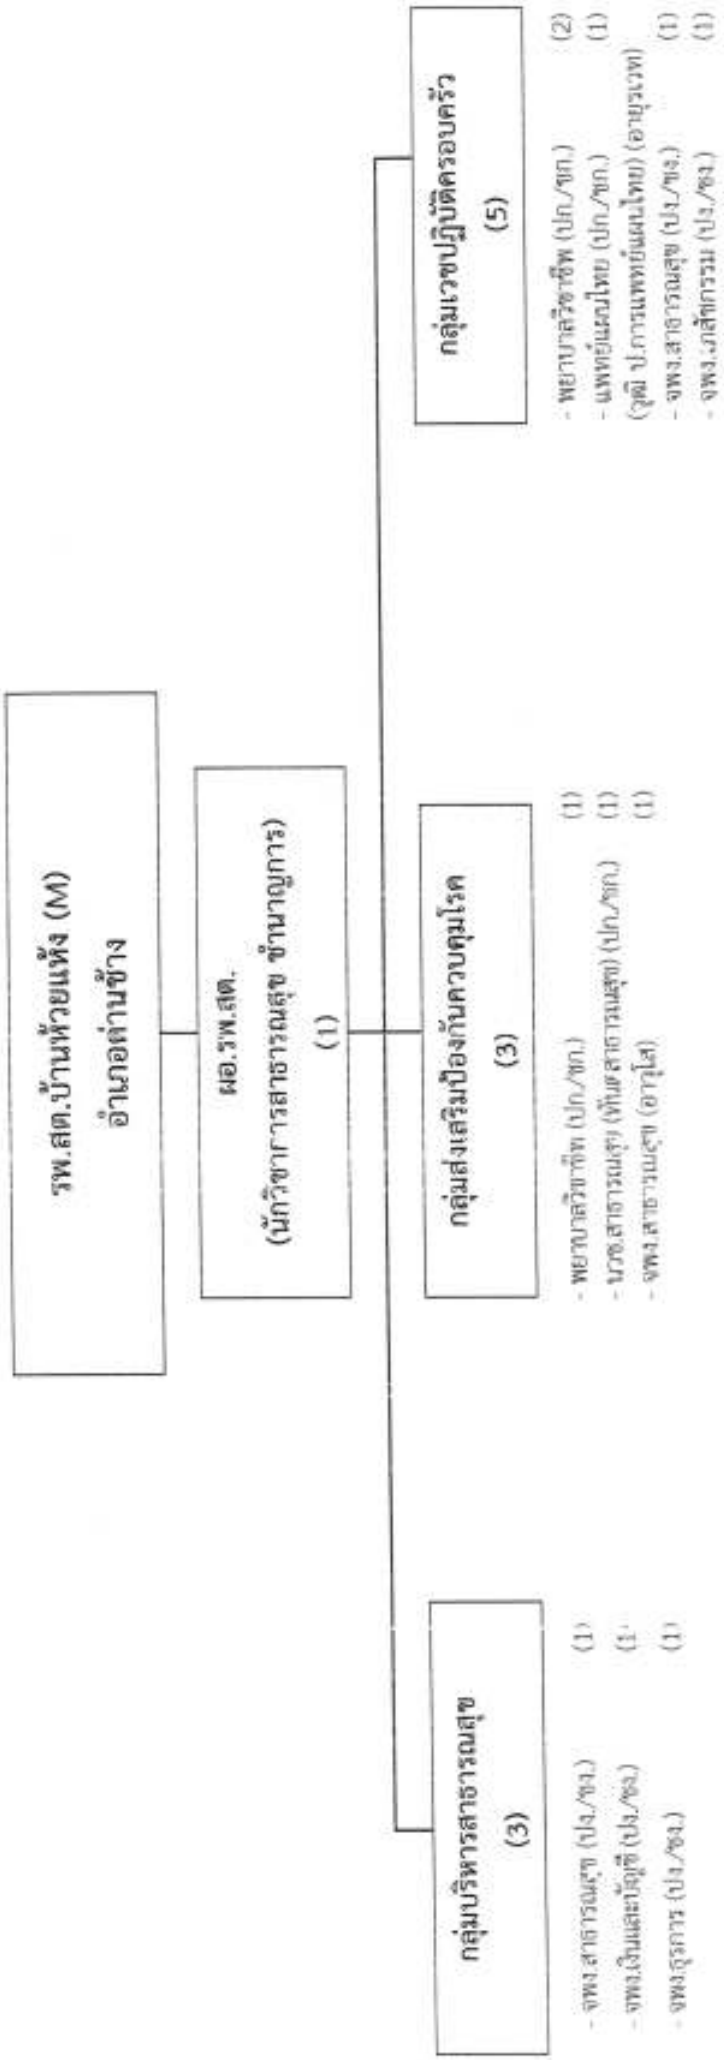 รพ.สต.บ้านห้วยแห้ง (M)
อำเภอด่านช้าง
ผอ.รพ.สต.
(นักวิชาการสาธารณสุข ชำนาญการ)
(1)
กลุ่มบริหารสาธารณสุข
(3)
- จพง.สาธารณสุข (ปง./ชง.) (1)
- จพง.เงินและบัญชี (ปง./ชง.) (1)
- จพง.ธุรการ (ปง./ชง.) (1)
กลุ่มส่งเสริมป้องกันควบคุมโรค
(3)
- พยาบาลวิชาชีพ (ปก./ชก.) (1)
- นวช.สาธารณสุข (ทันตสาธารณสุข) (ปก./ชก.) (1)
- จพง.สาธารณสุข (อาวุโส) (1)
กลุ่มเวชปฏิบัติครอบครัว
(5)
- พยาบาลวิชาชีพ (ปก./ชก.) (2)
- แพทย์แผนไทย (ปก./ชก.) (1)
(วุฒิ ป.การแพทย์แผนไทย) (อายุรเวท)
- จพง.สาธารณสุข (ปง./ชง.) (1)
- จพง.เภสัชกรรม (ปง./ชง.) (1)